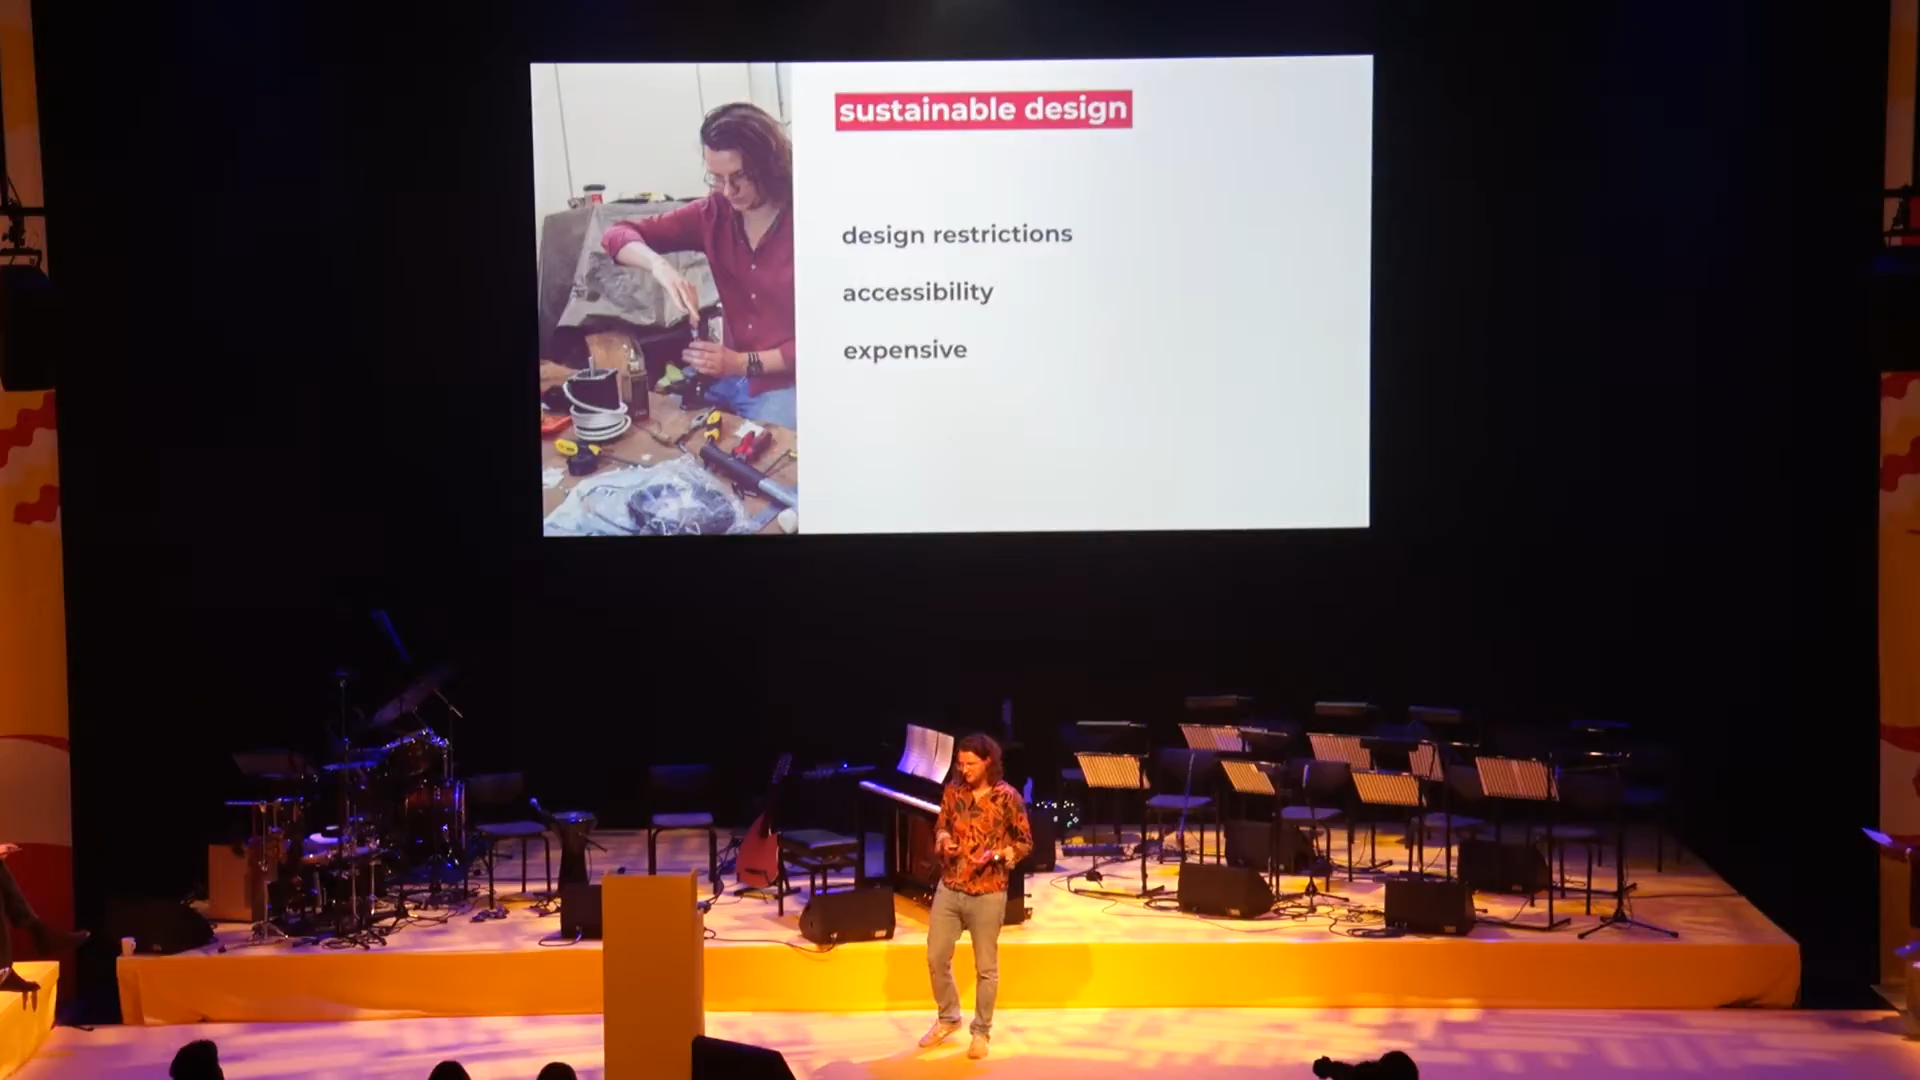 sustainable design
design restrictions
accessibility
expensive